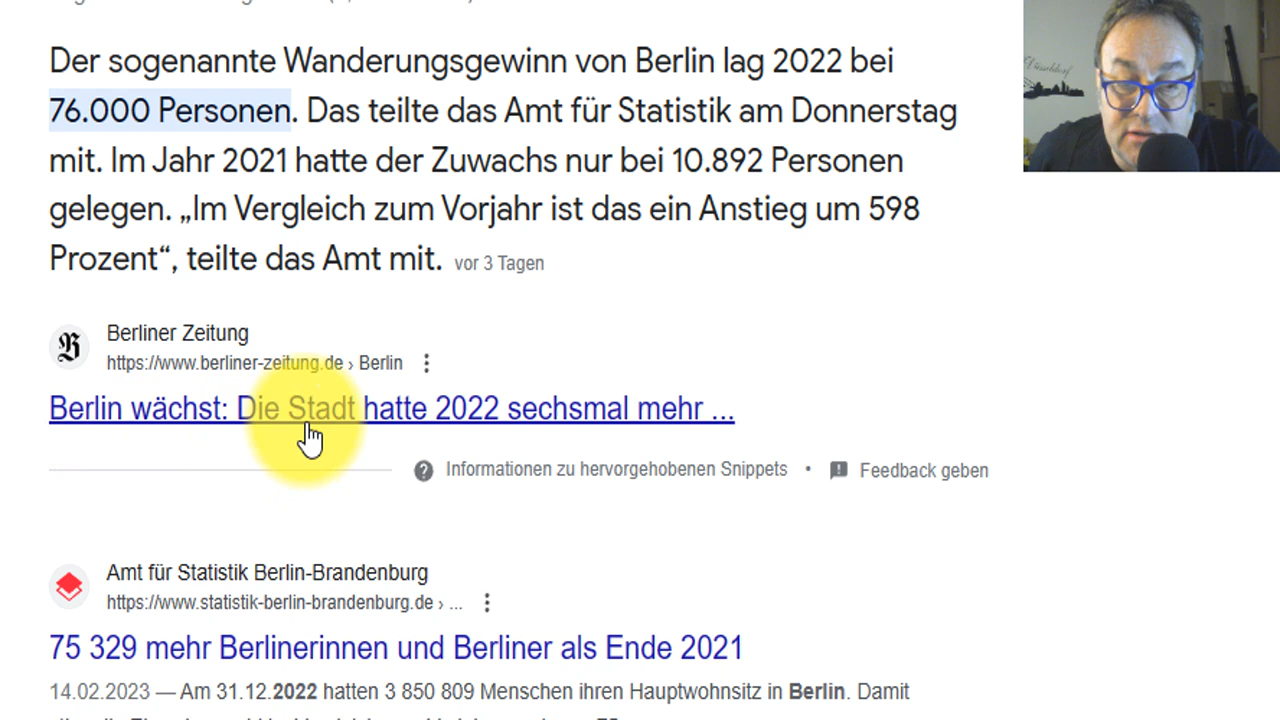 Der sogenannte Wanderungsgewinn von Berlin lag 2022 bei
76.000 Personen. Das teilte das Amt für Statistik am Donnerstag
mit. Im Jahr 2021 hatte der Zuwachs nur bei 10.892 Personen
gelegen. „Im Vergleich zum Vorjahr ist das ein Anstieg um 598
Prozent“, teilte das Amt mit. vor 3 Tagen
Düsseldorf
Berliner Zeitung
https://www.berliner-zeitung.de › Berlin
Berlin wächst: Die Stadt hatte 2022 sechsmal mehr ...
Informationen zu hervorgehobenen Snippets • Feedback geben
Amt für Statistik Berlin-Brandenburg
https://www.statistik-berlin-brandenburg.de › ...
75 329 mehr Berlinerinnen und Berliner als Ende 2021
14.02.2023 — Am 31.12.2022 hatten 3 850 809 Menschen ihren Hauptwohnsitz in Berlin. Damit